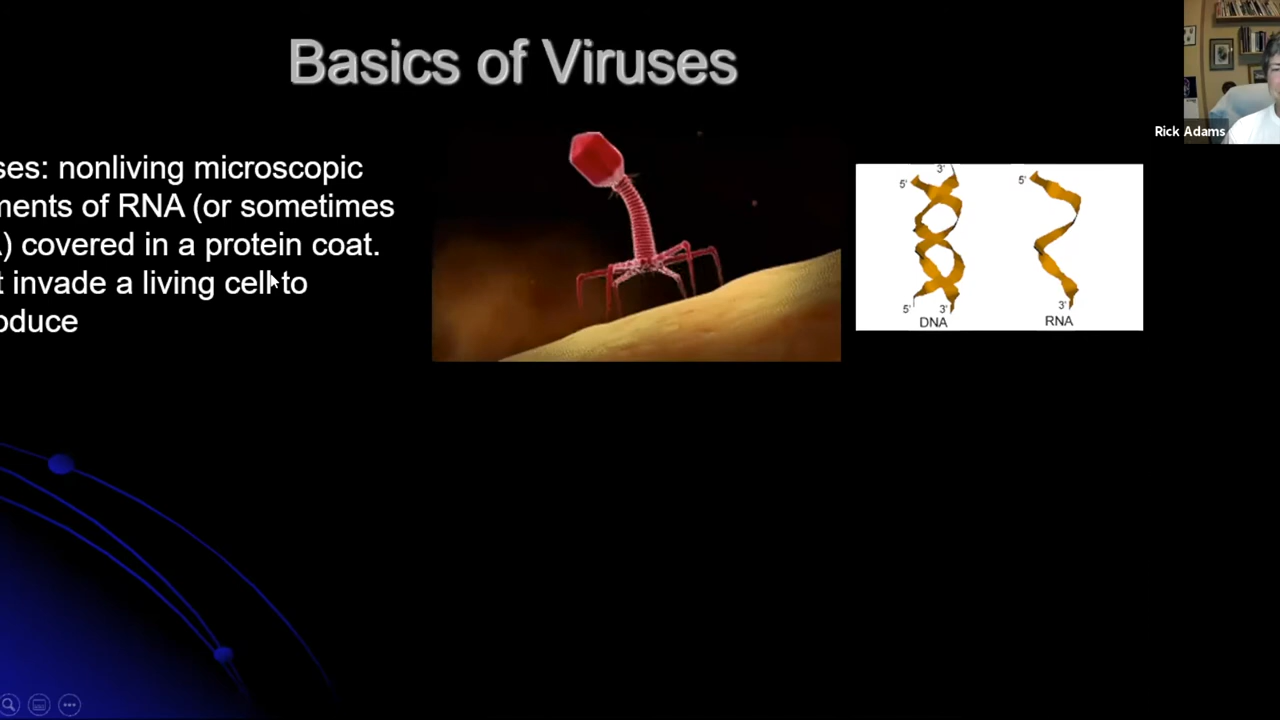 Basics of Viruses
Rick Adams
ses: nonliving microscopic
ments of RNA (or sometimes
) covered in a protein coat.
t invade a living cell to
oduce
5'
3'
5'
5'
3'
3'
DNA
RNA